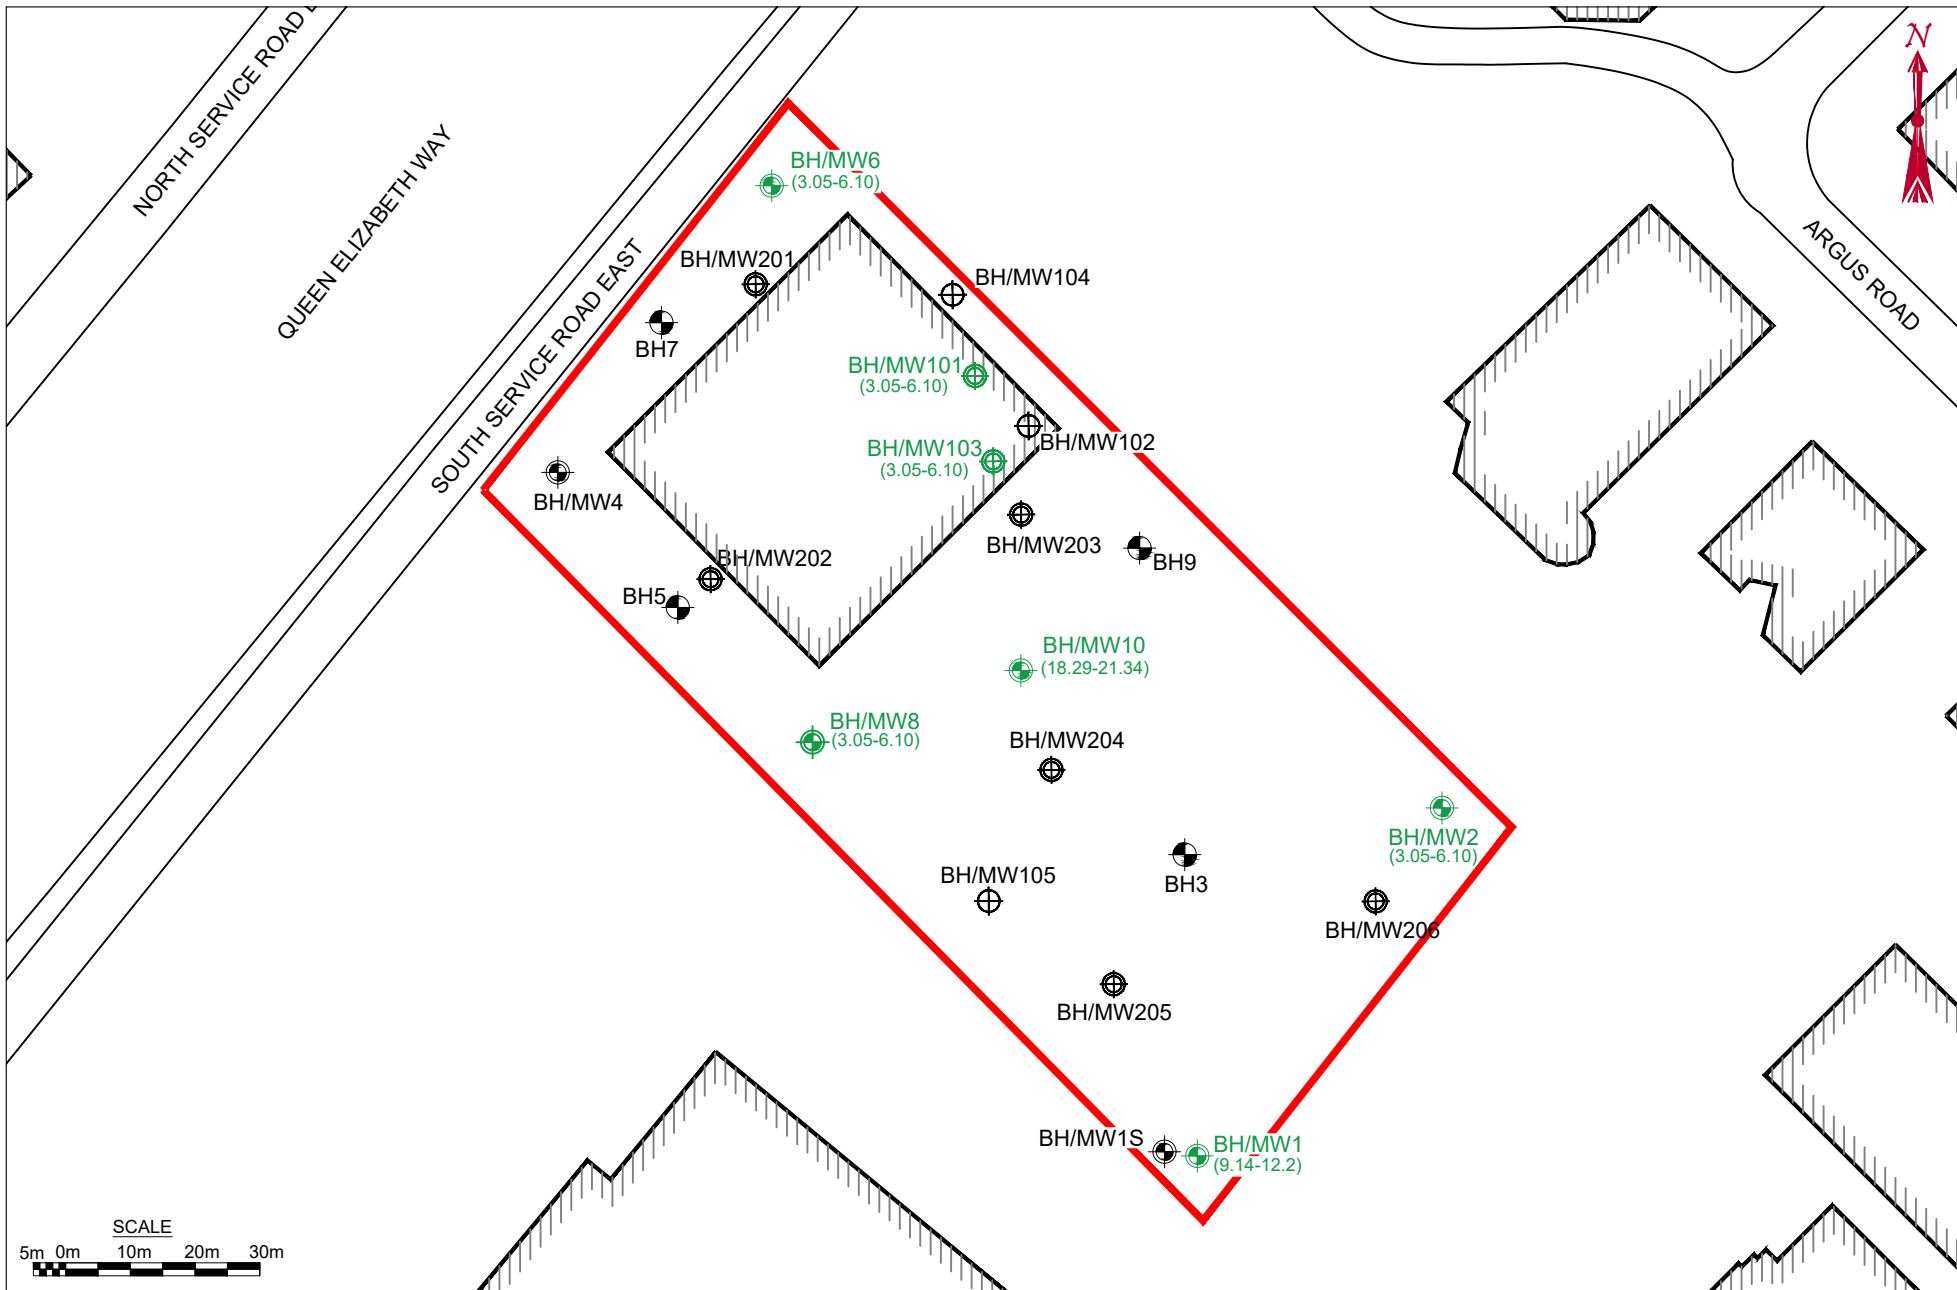 NORTH SERVICE ROAD
QUEEN ELIZABETH WAY
SOUTH SERVICE ROAD EAST
ARGUS ROAD
N
BH/MW6
(3.05-6.10)
BH/MW201
BH/MW104
BH7
BH/MW101
(3.05-6.10)
BH/MW102
BH/MW103
(3.05-6.10)
BH/MW4
BH/MW203
BH9
BH/MW202
BH5
BH/MW10
(18.29-21.34)
BH/MW8
(3.05-6.10)
BH/MW204
BH/MW2
(3.05-6.10)
BH/MW105
BH3
BH/MW206
BH/MW205
BH/MW1S
BH/MW1
(9.14-12.2)
SCALE
5m 0m 10m 20m 30m